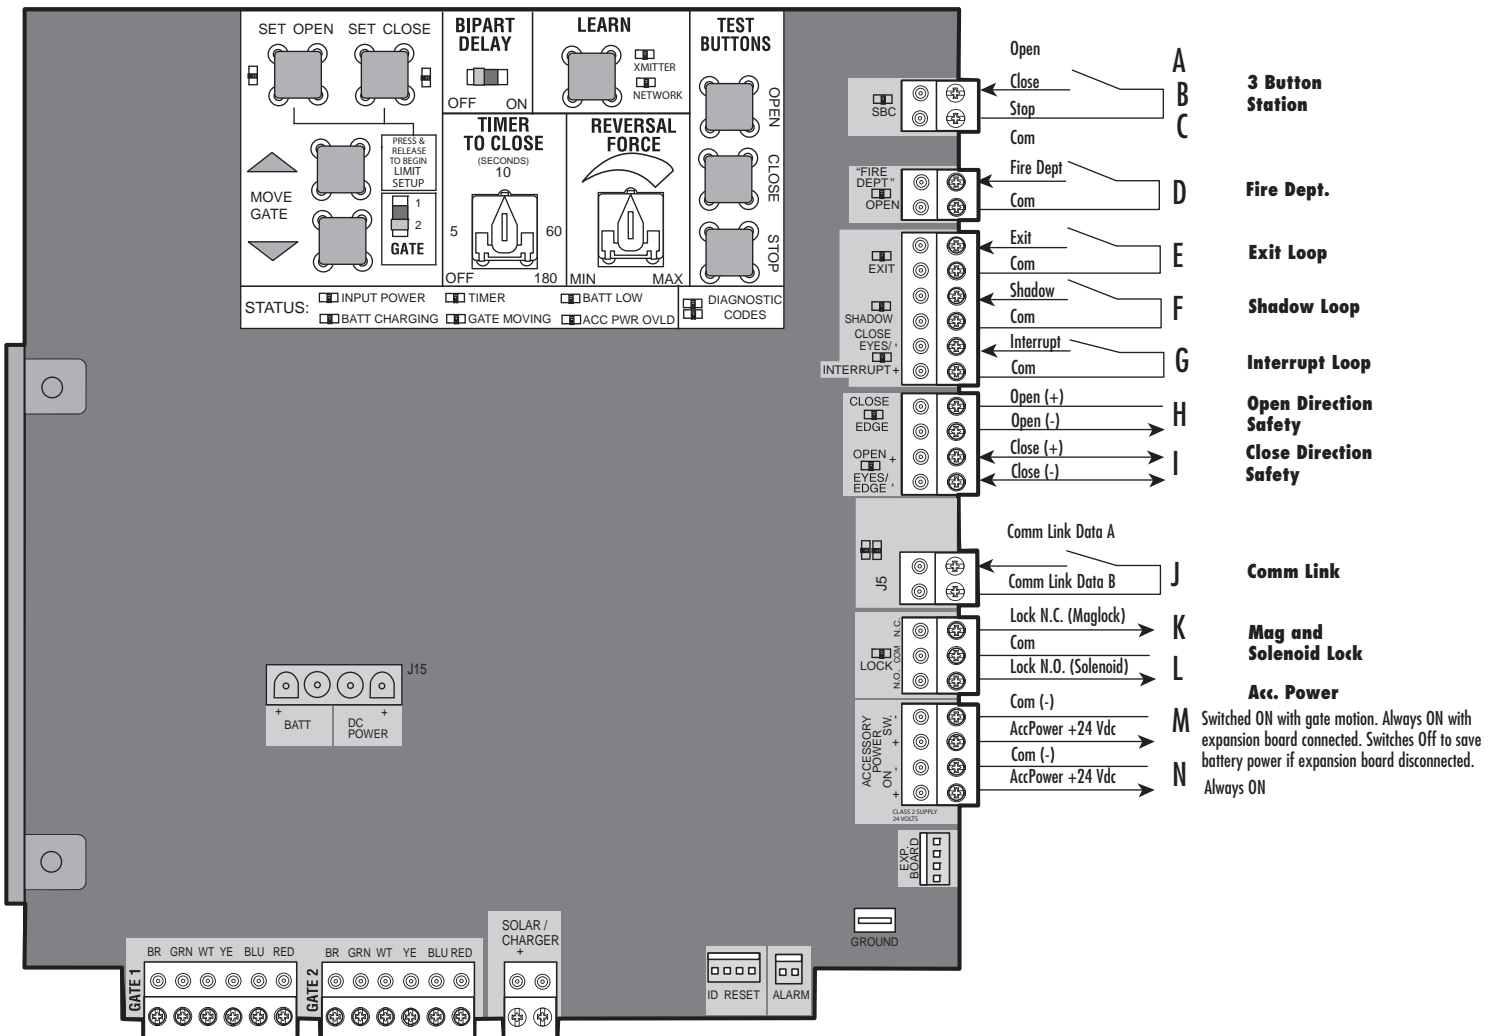 SET OPEN SET CLOSE
BIPART
DELAY
OFF ON
LEARN
XMITTER
NETWORK
TEST
BUTTONS
OPEN
CLOSE
STOP
PRESS &
RELEASE
TO BEGIN
LIMIT
SETUP
MOVE
GATE
1
2
GATE
TIMER
TO CLOSE
(SECONDS)
10
5 60
OFF 180
REVERSAL
FORCE
MIN MAX
STATUS:
INPUT POWER TIMER BATT LOW
BATT CHARGING GATE MOVING ACC PWR OVLD
DIAGNOSTIC
CODES
SBC
"FIRE
DEPT"
OPEN
EXIT
SHADOW
CLOSE
EYES/ '
INTERRUPT +
CLOSE
EDGE
OPEN +
EYES/
EDGE '
J5
LOCK
N.C.
COM
N.O.
ACCESSORY
POWER
SW. - +
ON - +
CLASS 2 SUPPLY
24 VOLTS
EXP.
BOARD
GROUND
Open
Close
Stop
Com
A
B
C
3 Button
Station
Fire Dept
Com
D
Fire Dept.
Exit
Com
E
Exit Loop
Shadow
Com
F
Shadow Loop
Interrupt
Com
G
Interrupt Loop
Open (+)
Open (-)
H
Open Direction
Safety
Close (+)
Close (-)
I
Close Direction
Safety
Comm Link Data A
Comm Link Data B
J
Comm Link
Lock N.C. (Maglock)
Com
Lock N.O. (Solenoid)
K
L
Mag and
Solenoid Lock
Acc. Power
Com (-)
AccPower +24 Vdc
M
Switched ON with gate motion. Always ON with
expansion board connected. Switches Off to save
battery power if expansion board disconnected.
Com (-)
AccPower +24 Vdc
N
Always ON
J15
+ +
BATT
DC
POWER
GATE 1
BR GRN WT YE BLU RED
GATE 2
BR GRN WT YE BLU RED
SOLAR /
CHARGER
+
ID RESET
ALARM